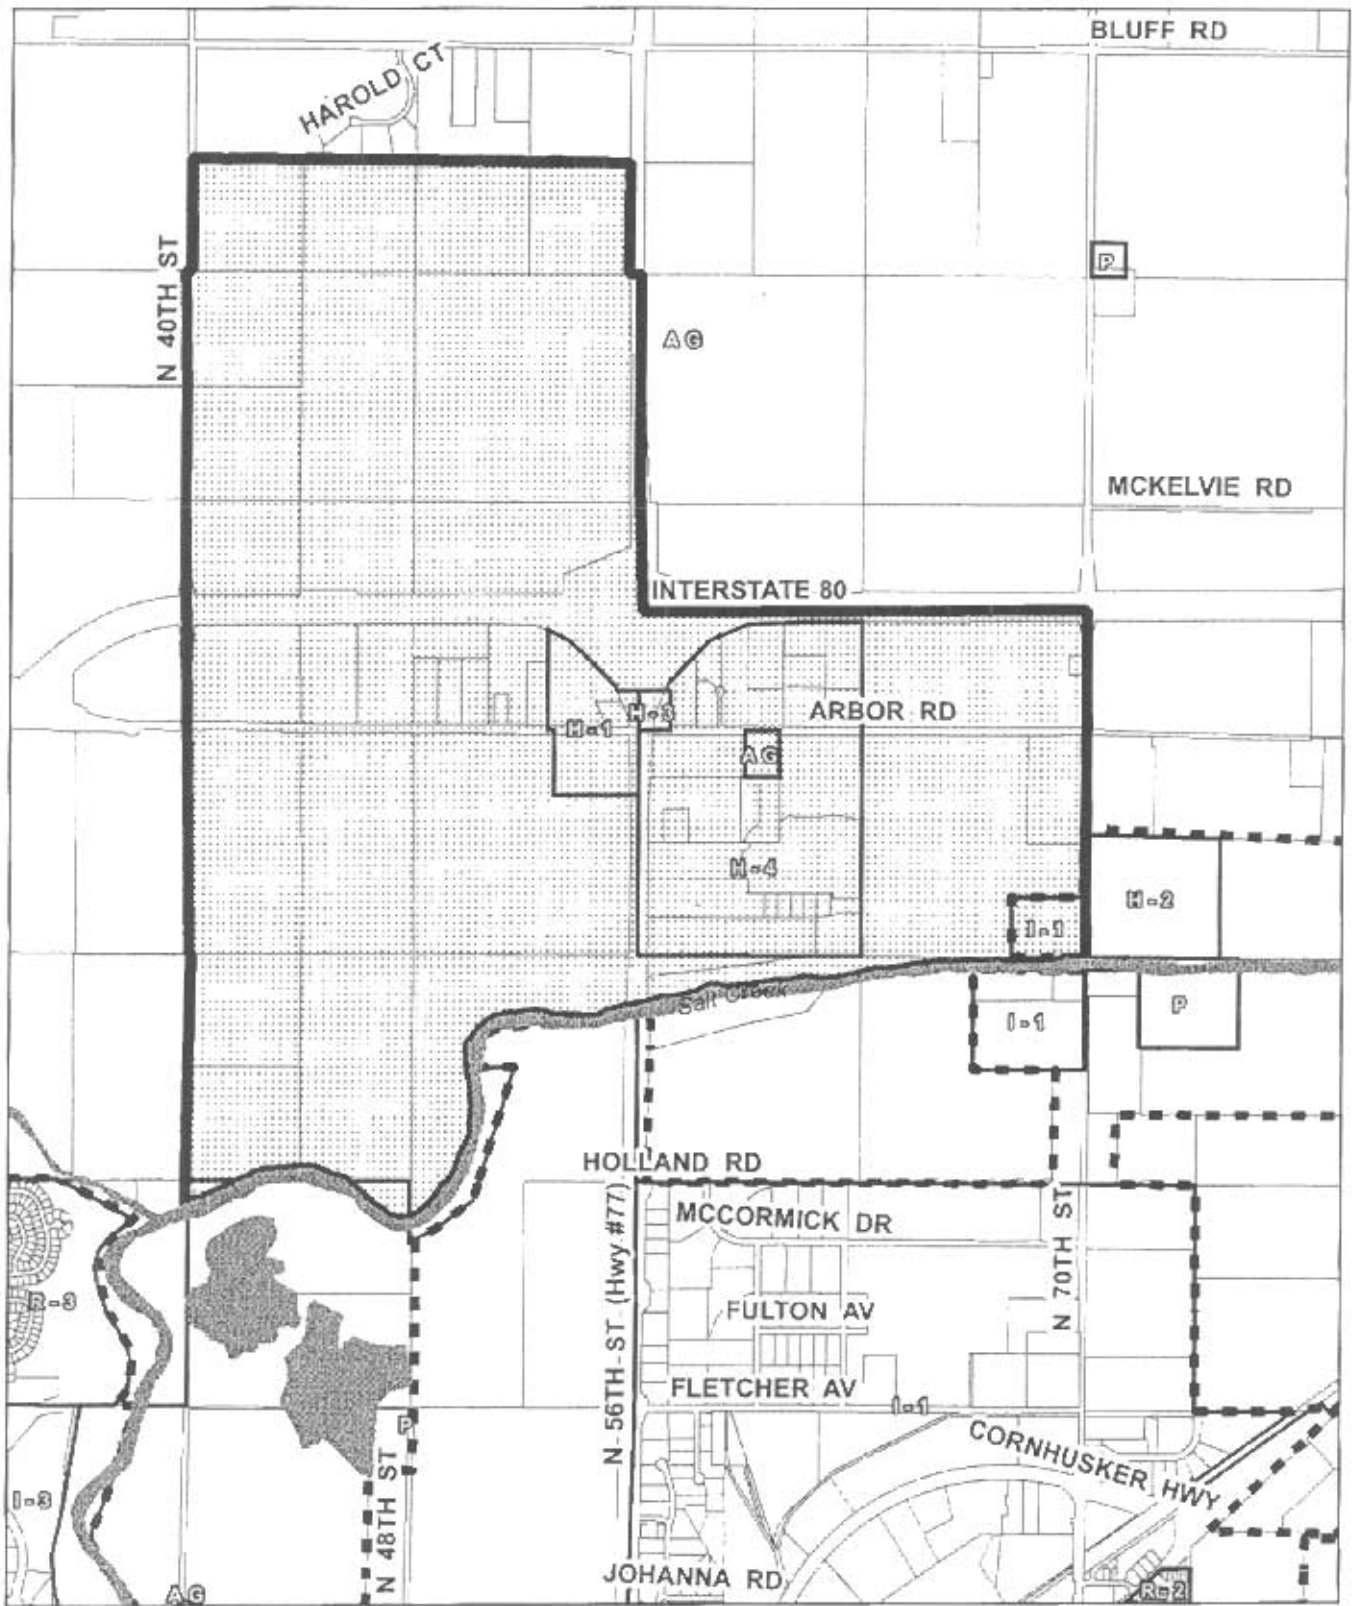 BLUFF RD
HAROLD CT
N 40TH ST
P
AG
MCKELVIE RD
INTERSTATE 80
ARBOR RD
H-3
H-1
AG
H-4
H-2
I-1
Salt Creek
P
I-1
HOLLAND RD
MCCORMICK DR
N 56TH ST (Hwy #77)
N 70TH ST
R-3
FULTON AV
FLETCHER AV
I-1
P
CORNHUSKER HWY
N 48TH ST
I-3
JOHANNA RD
R-2
AG